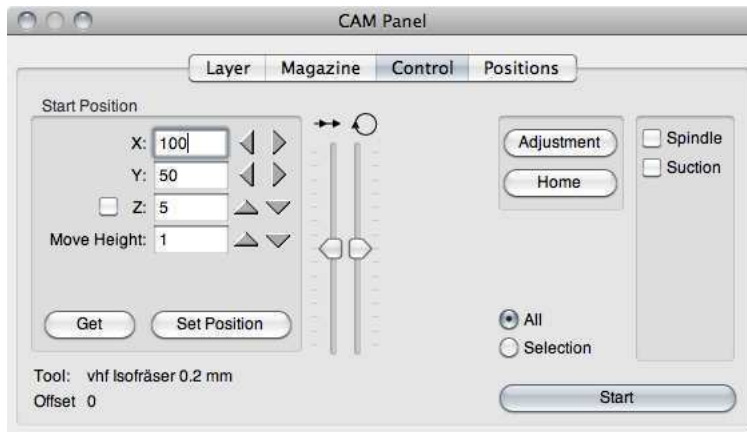 CAM Panel
Layer Magazine Control Positions
Start Position
X: 100
Y: 50
Z: 5
Move Height: 1
Get Set Position
Tool: vhf Isofräser 0.2 mm
Offset 0
Adjustment
Home
Spindle
Suction
All
Selection
Start